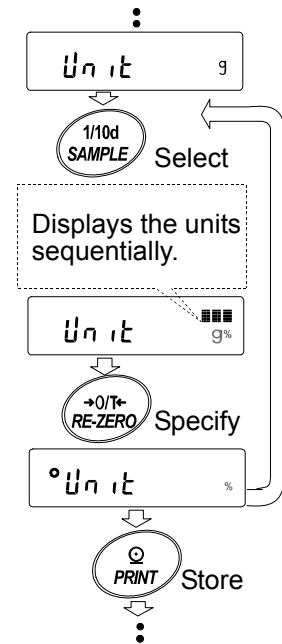 Unit g
1/10d
SAMPLE Select
Displays the units
sequentially.
Unit g%
→0/T←
RE-ZERO Specify
Unit %
PRINT Store